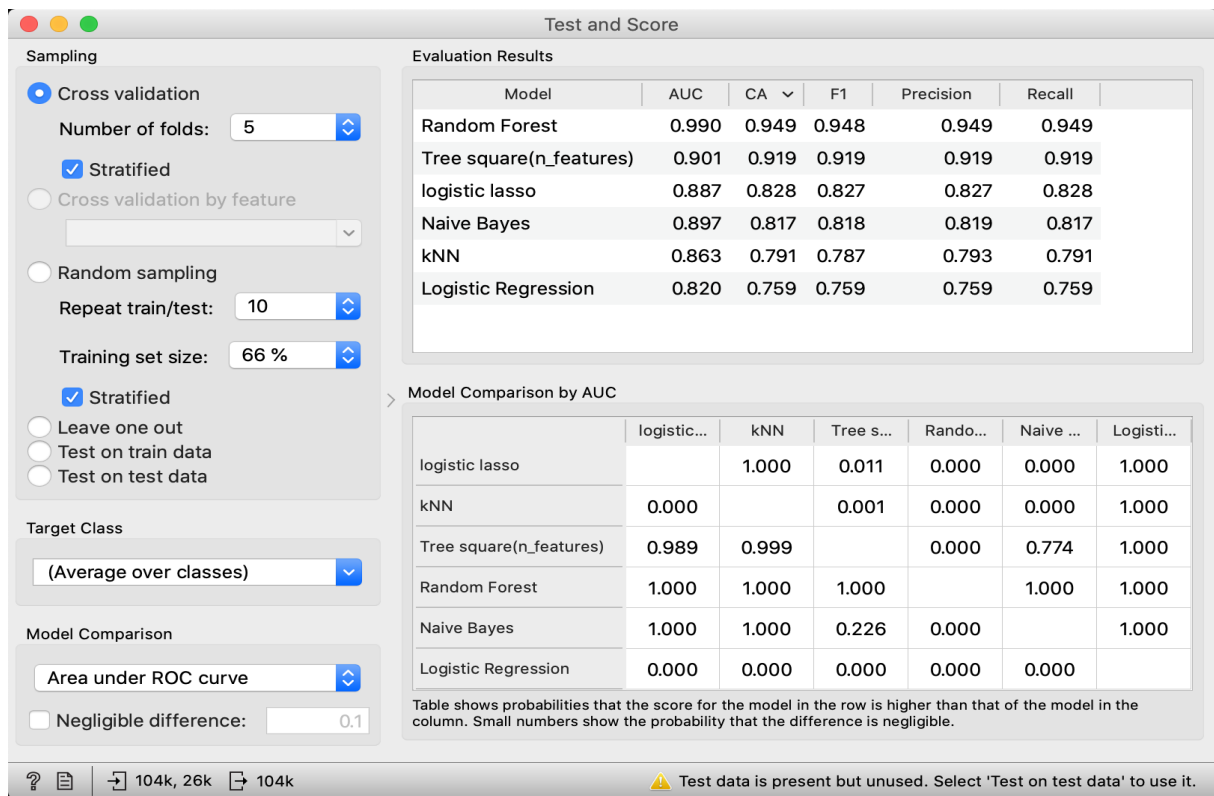 Test and Score
Sampling
Cross validation
Number of folds: 5
Stratified
Cross validation by feature
Random sampling
Repeat train/test: 10
Training set size: 66 %
Stratified
Leave one out
Test on train data
Test on test data
Target Class
(Average over classes)
Model Comparison
Area under ROC curve
Negligible difference: 0.1
Evaluation Results
Model AUC CA F1 Precision Recall
Random Forest 0.990 0.949 0.948 0.949 0.949
Tree square(n_features) 0.901 0.919 0.919 0.919 0.919
logistic lasso 0.887 0.828 0.827 0.827 0.828
Naive Bayes 0.897 0.817 0.818 0.819 0.817
kNN 0.863 0.791 0.787 0.793 0.791
Logistic Regression 0.820 0.759 0.759 0.759 0.759
Model Comparison by AUC
logistic... kNN Tree s... Rando... Naive ... Logisti...
logistic lasso 1.000 0.011 0.000 0.000 1.000
kNN 0.000 0.001 0.000 0.000 1.000
Tree square(n_features) 0.989 0.999 0.000 0.774 1.000
Random Forest 1.000 1.000 1.000 1.000 1.000
Naive Bayes 1.000 1.000 0.226 0.000 1.000
Logistic Regression 0.000 0.000 0.000 0.000 0.000
Table shows probabilities that the score for the model in the row is higher than that of the model in the
column. Small numbers show the probability that the difference is negligible.
? 104k, 26k 104k
Test data is present but unused. Select 'Test on test data' to use it.